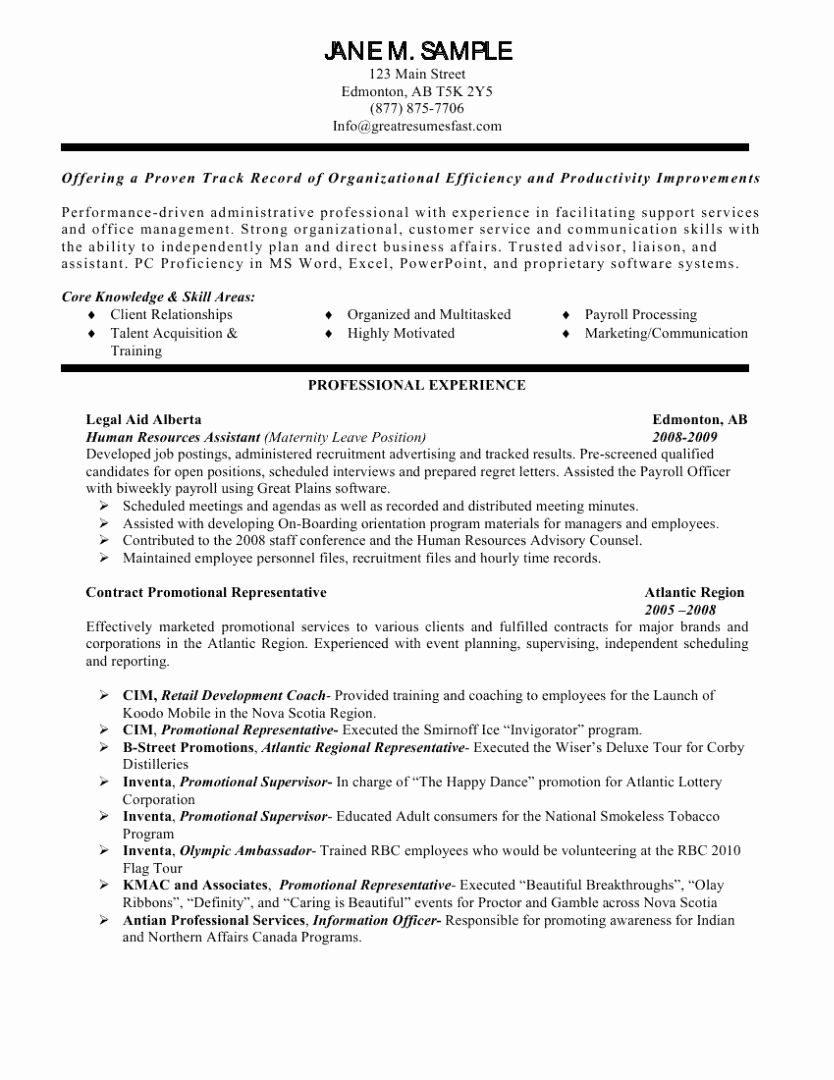 JANE M. SAMPLE
123 Main Street
Edmonton, AB T5K 2Y5
(877) 875-7706
Info@greatresumesfast.com
Offering a Proven Track Record of Organizational Efficiency and Productivity Improvements
Performance-driven administrative professional with experience in facilitating support services
and office management. Strong organizational, customer service and communication skills with
the ability to independently plan and direct business affairs. Trusted advisor, liaison, and
assistant. PC Proficiency in MS Word, Excel, PowerPoint, and proprietary software systems.
Core Knowledge & Skill Areas:
♦ Client Relationships ♦ Organized and Multitasked ♦ Payroll Processing
♦ Talent Acquisition & ♦ Highly Motivated ♦ Marketing/Communication
Training
PROFESSIONAL EXPERIENCE
Legal Aid Alberta Edmonton, AB
Human Resources Assistant (Maternity Leave Position) 2008-2009
Developed job postings, administered recruitment advertising and tracked results. Pre-screened qualified
candidates for open positions, scheduled interviews and prepared regret letters. Assisted the Payroll Officer
with biweekly payroll using Great Plains software.
➢ Scheduled meetings and agendas as well as recorded and distributed meeting minutes.
➢ Assisted with developing On-Boarding orientation program materials for managers and employees.
➢ Contributed to the 2008 staff conference and the Human Resources Advisory Counsel.
➢ Maintained employee personnel files, recruitment files and hourly time records.
Contract Promotional Representative Atlantic Region
2005 –2008
Effectively marketed promotional services to various clients and fulfilled contracts for major brands and
corporations in the Atlantic Region. Experienced with event planning, supervising, independent scheduling
and reporting.
➢ CIM, Retail Development Coach- Provided training and coaching to employees for the Launch of
Koodo Mobile in the Nova Scotia Region.
➢ CIM, Promotional Representative- Executed the Smirnoff Ice “Invigorator” program.
➢ B-Street Promotions, Atlantic Regional Representative- Executed the Wiser’s Deluxe Tour for Corby
Distilleries
➢ Inventa, Promotional Supervisor- In charge of “The Happy Dance” promotion for Atlantic Lottery
Corporation
➢ Inventa, Promotional Supervisor- Educated Adult consumers for the National Smokeless Tobacco
Program
➢ Inventa, Olympic Ambassador- Trained RBC employees who would be volunteering at the RBC 2010
Flag Tour
➢ KMAC and Associates, Promotional Representative- Executed “Beautiful Breakthroughs”, “Olay
Ribbons”, “Definity”, and “Caring is Beautiful” events for Proctor and Gamble across Nova Scotia
➢ Antian Professional Services, Information Officer- Responsible for promoting awareness for Indian
and Northern Affairs Canada Programs.